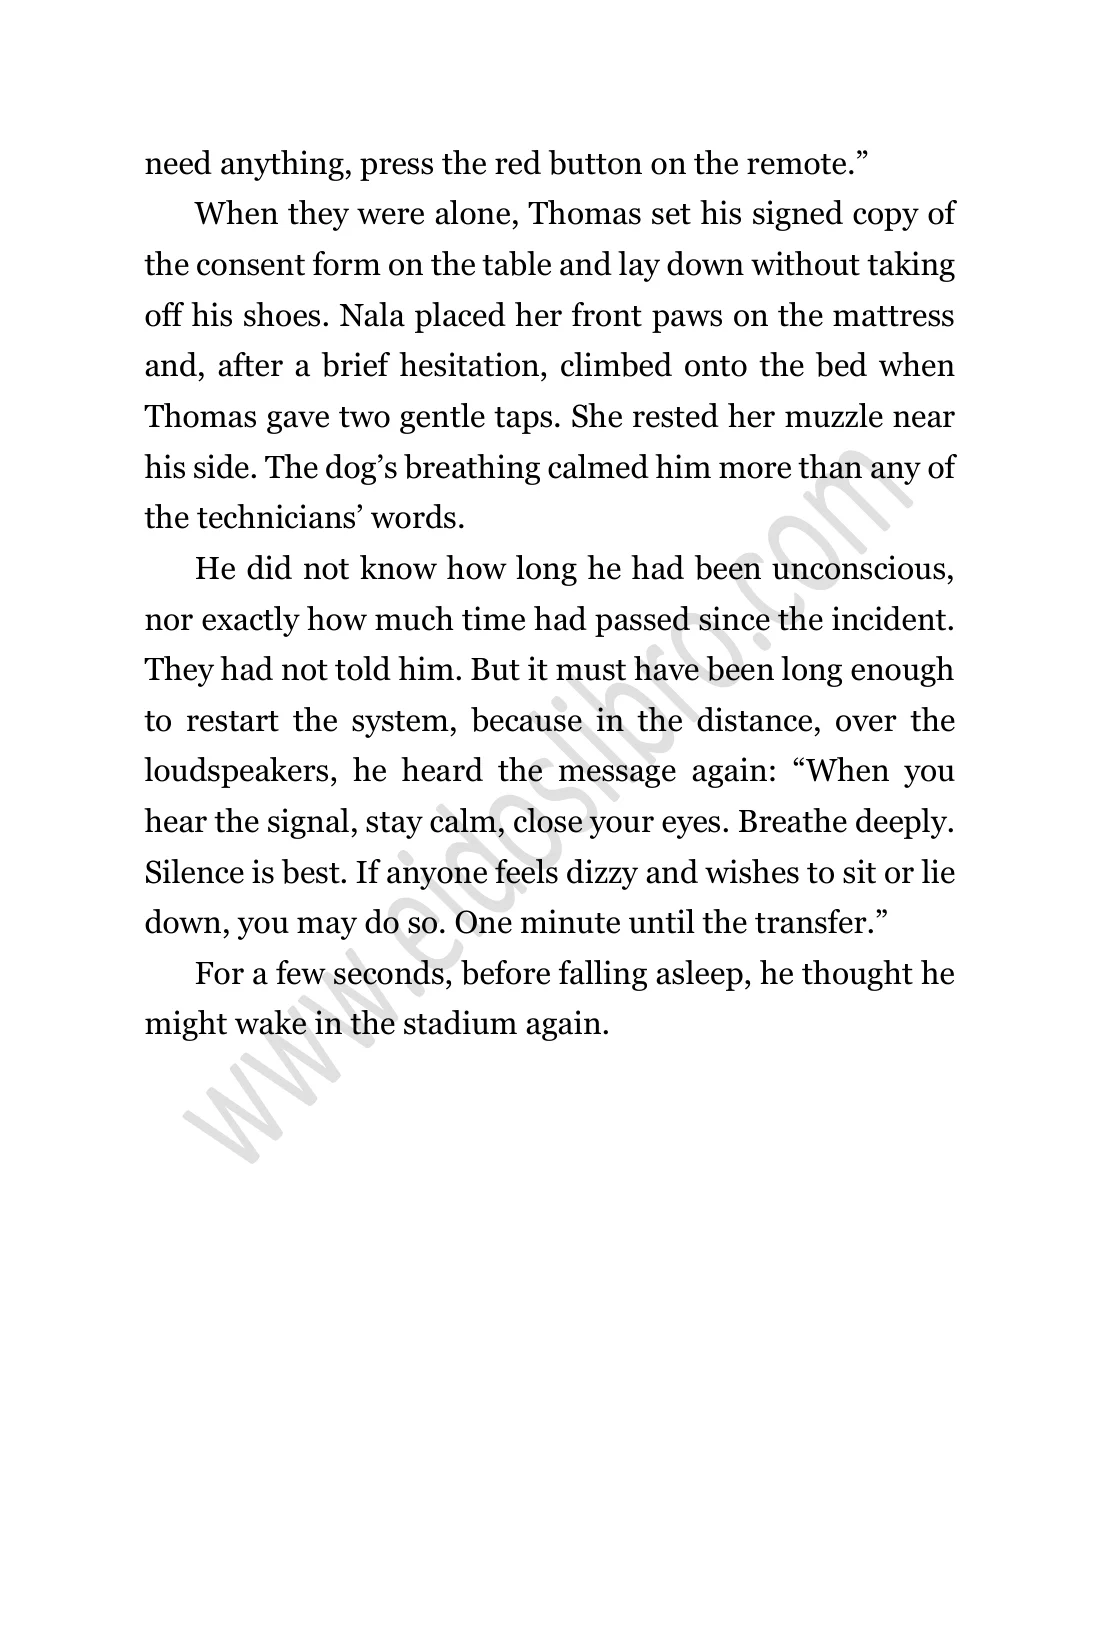 need anything, press the red button on the remote.”
When they were alone, Thomas set his signed copy of
the consent form on the table and lay down without taking
off his shoes. Nala placed her front paws on the mattress
and, after a brief hesitation, climbed onto the bed when
Thomas gave two gentle taps. She rested her muzzle near
his side. The dog’s breathing calmed him more than any of
the technicians’ words.
He did not know how long he had been unconscious,
nor exactly how much time had passed since the incident.
They had not told him. But it must have been long enough
to restart the system, because in the distance, over the
loudspeakers, he heard the message again: “When you
hear the signal, stay calm, close your eyes. Breathe deeply.
Silence is best. If anyone feels dizzy and wishes to sit or lie
down, you may do so. One minute until the transfer.”
For a few seconds, before falling asleep, he thought he
might wake in the stadium again.
www.eidoslibro.com